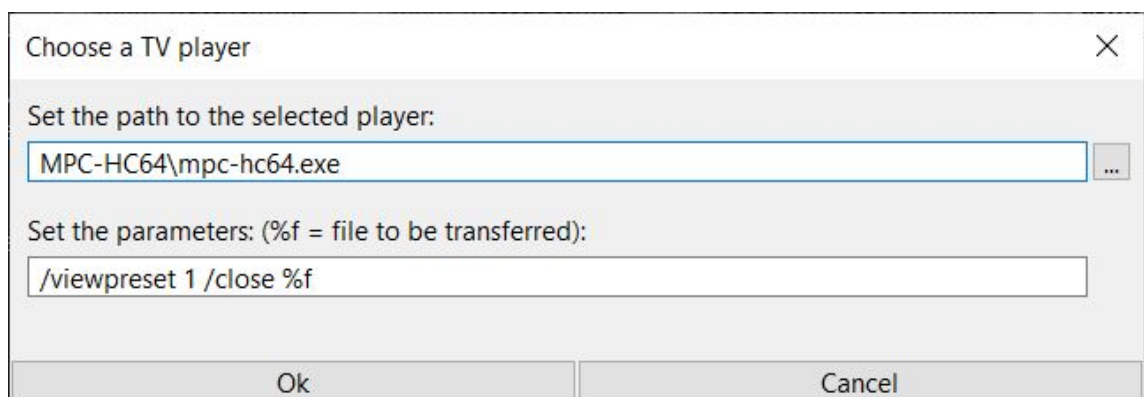 Choose a TV player
Set the path to the selected player:
MPC-HC64\mpc-hc64.exe
...
Set the parameters: (%f = file to be transferred):
/viewpreset 1 /close %f
Ok
Cancel